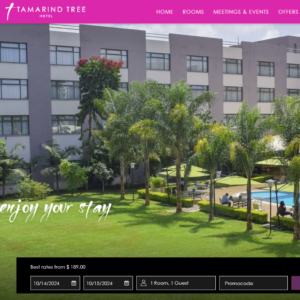 TAMARIND TREE
HOTEL
HOME ROOMS MEETINGS & EVENTS OFFERS
enjoy your stay
Best rates from $ 189.00
10/14/2024 10/15/2024 1 Room, 1 Guest Promocode